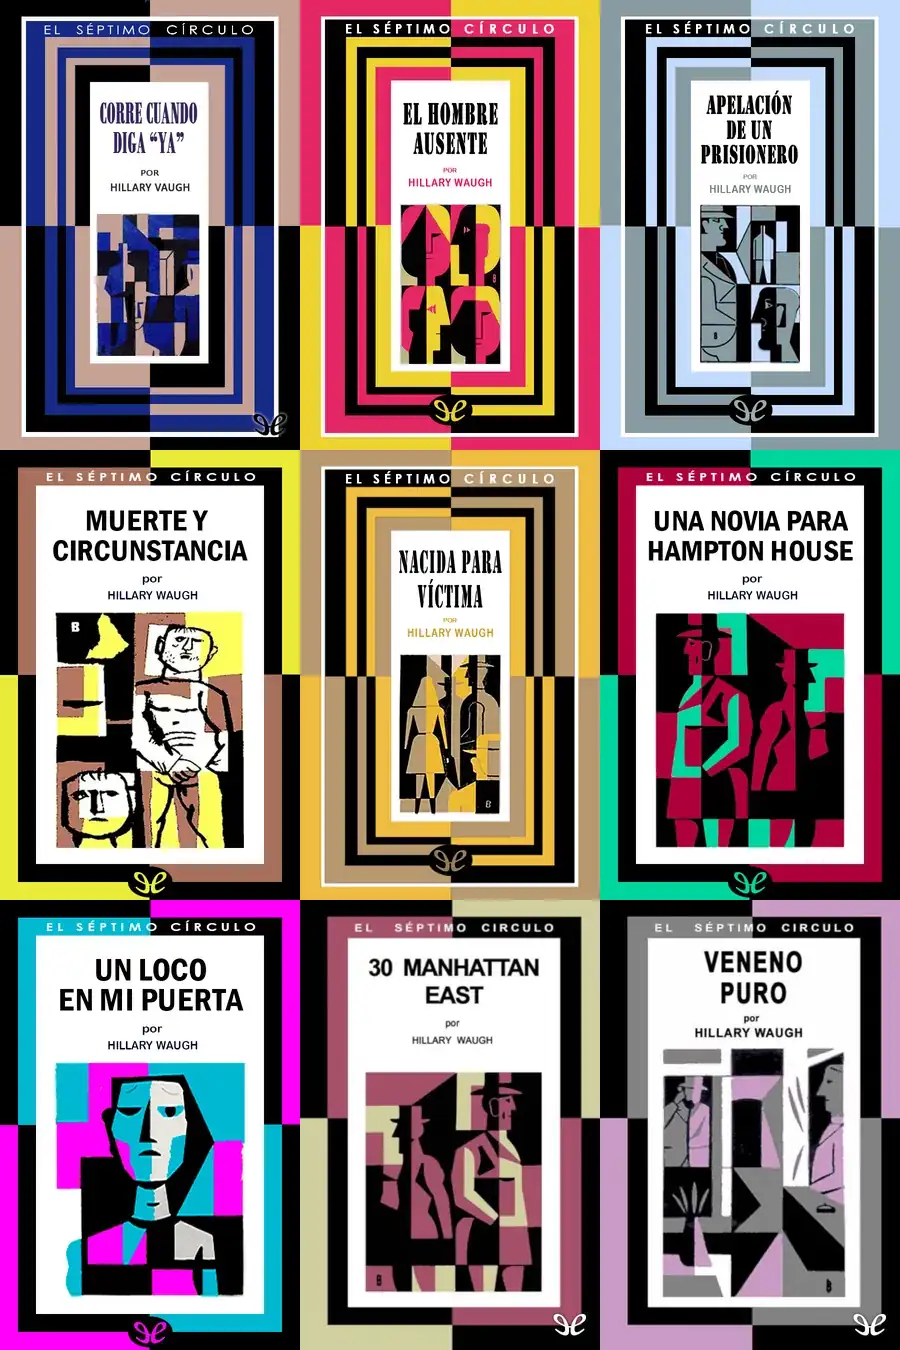 EL SÉPTIMO CÍRCULO
CORRE CUANDO
DIGA “YA”
POR
HILLARY VAUGH
EL SÉPTIMO CÍRCULO
EL HOMBRE
AUSENTE
POR
HILLARY WAUGH
B
EL SÉPTIMO CÍRCULO
APELACIÓN
DE UN
PRISIONERO
POR
HILLARY WAUGH
EL SÉPTIMO CÍRCULO
MUERTE Y
CIRCUNSTANCIA
por
HILLARY WAUGH
B
EL SÉPTIMO CÍRCULO
NACIDA PARA
VÍCTIMA
POR
HILLARY WAUGH
B
EL SÉPTIMO CÍRCULO
UNA NOVIA PARA
HAMPTON HOUSE
por
HILLARY WAUGH
EL SÉPTIMO CÍRCULO
UN LOCO
EN MI PUERTA
por
HILLARY WAUGH
EL SÉPTIMO CIRCULO
30 MANHATTAN
EAST
por
HILLARY WAUGH
B
EL SÉPTIMO CIRCULO
VENENO
PURO
por
HILLARY WAUGH
B